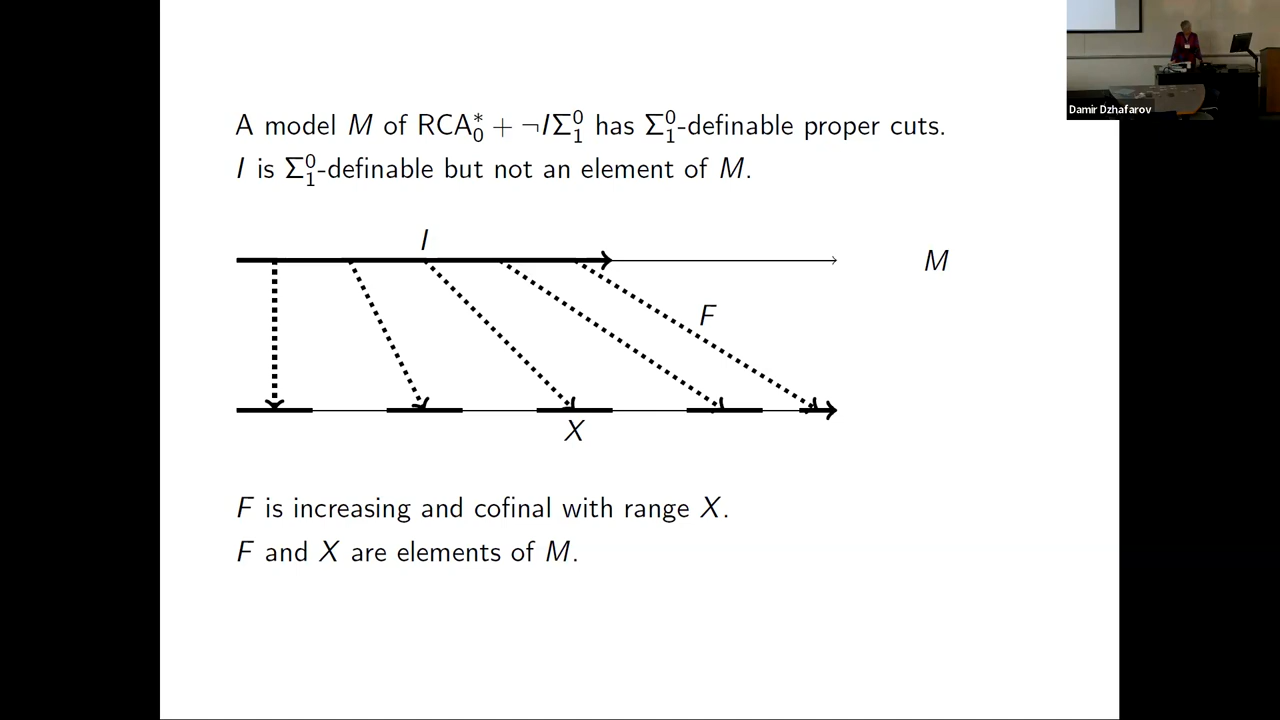 A model M of RCA₀* + ¬IΣ₁⁰ has Σ₁⁰-definable proper cuts.
I is Σ₁⁰-definable but not an element of M.
I
M
F
X
F is increasing and cofinal with range X.
F and X are elements of M.
Damir Dzhafarov